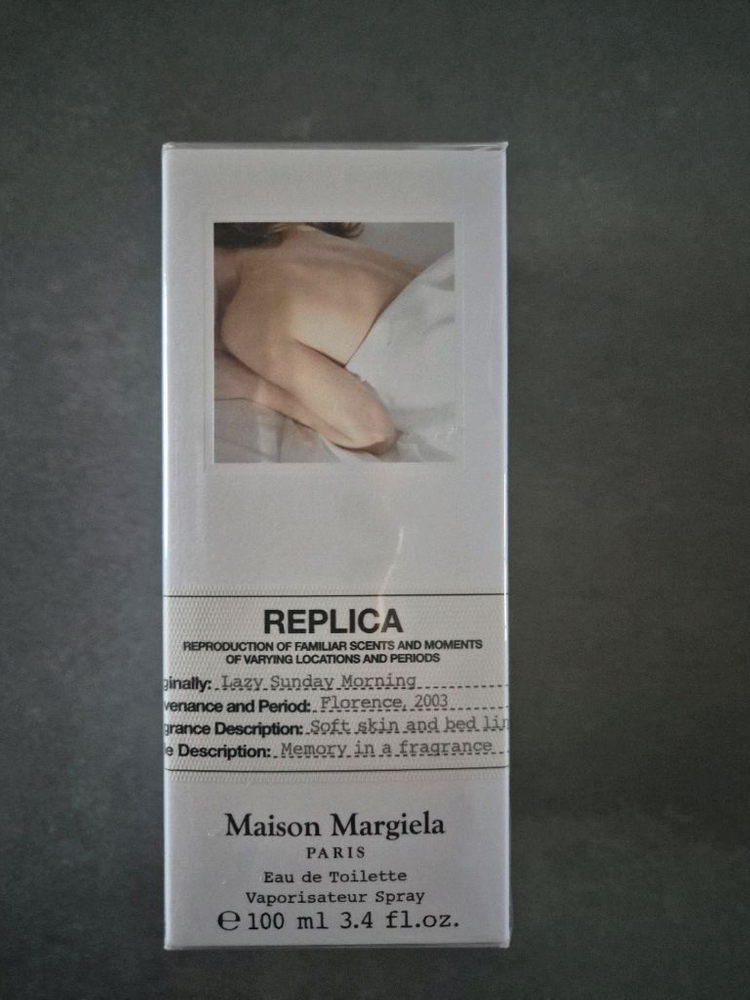 REPLICA
REPRODUCTION OF FAMILIAR SCENTS AND MOMENTS
OF VARYING LOCATIONS AND PERIODS
ginally: Lazy Sunday Morning
venance and Period: Florence, 2003
grance Description: Soft skin and bed lin
e Description: Memory in a fragrance
Maison Margiela
PARIS
Eau de Toilette
Vaporisateur Spray
℮ 100 ml 3.4 fl.oz.